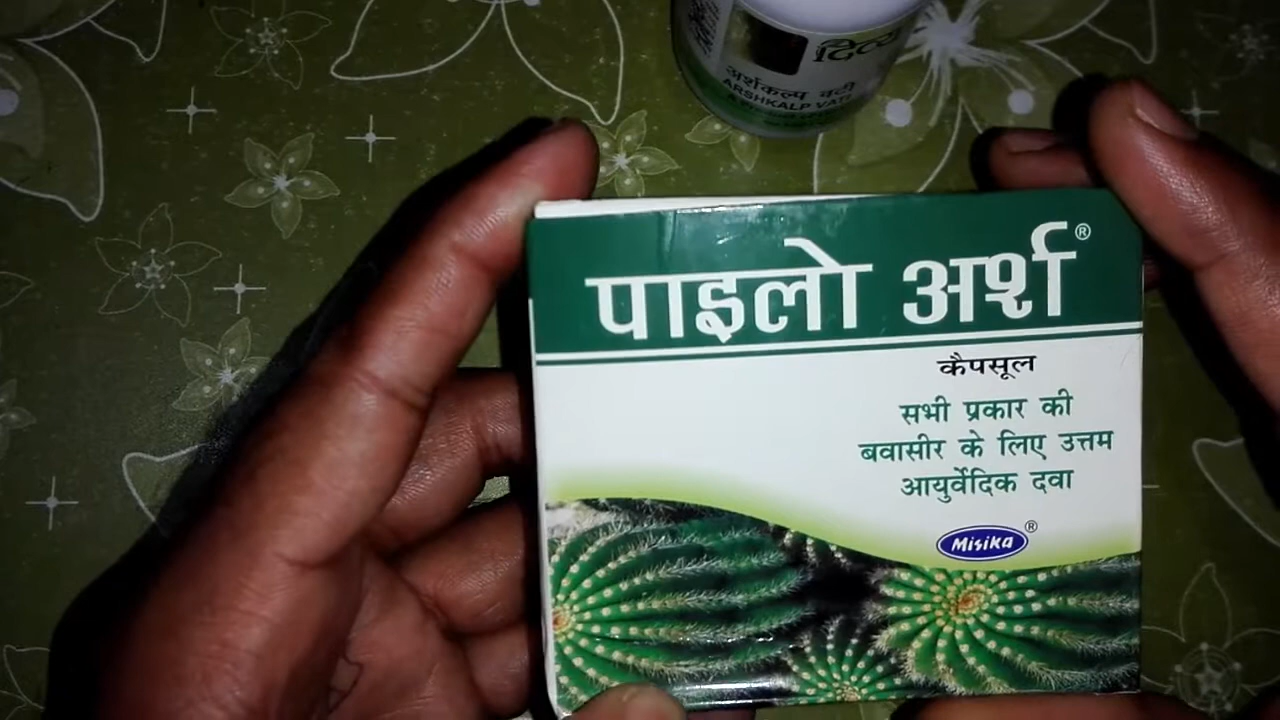 दिव्य
अर्शकल्प वटी
ARSHKALP VATI
पाइलो अर्श®
कैपसूल
सभी प्रकार की
बवासीर के लिए उत्तम
आयुर्वेदिक दवा
Misika®